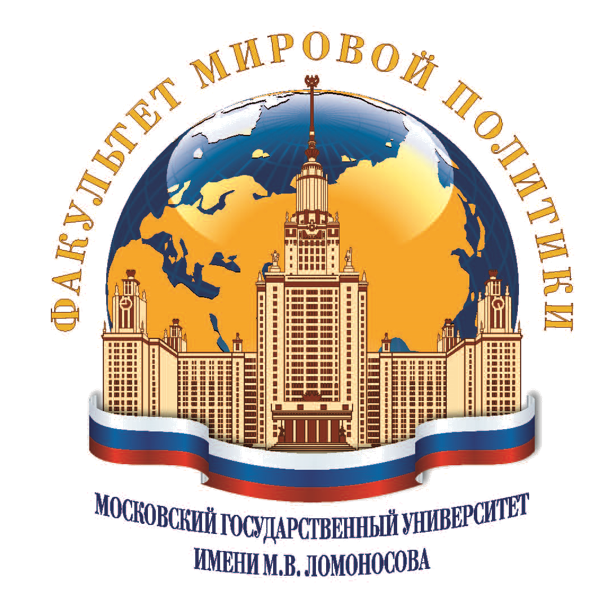 ФАКУЛЬТЕТ МИРОВОЙ ПОЛИТИКИ
МОСКОВСКИЙ ГОСУДАРСТВЕННЫЙ УНИВЕРСИТЕТ
ИМЕНИ М.В. ЛОМОНОСОВА